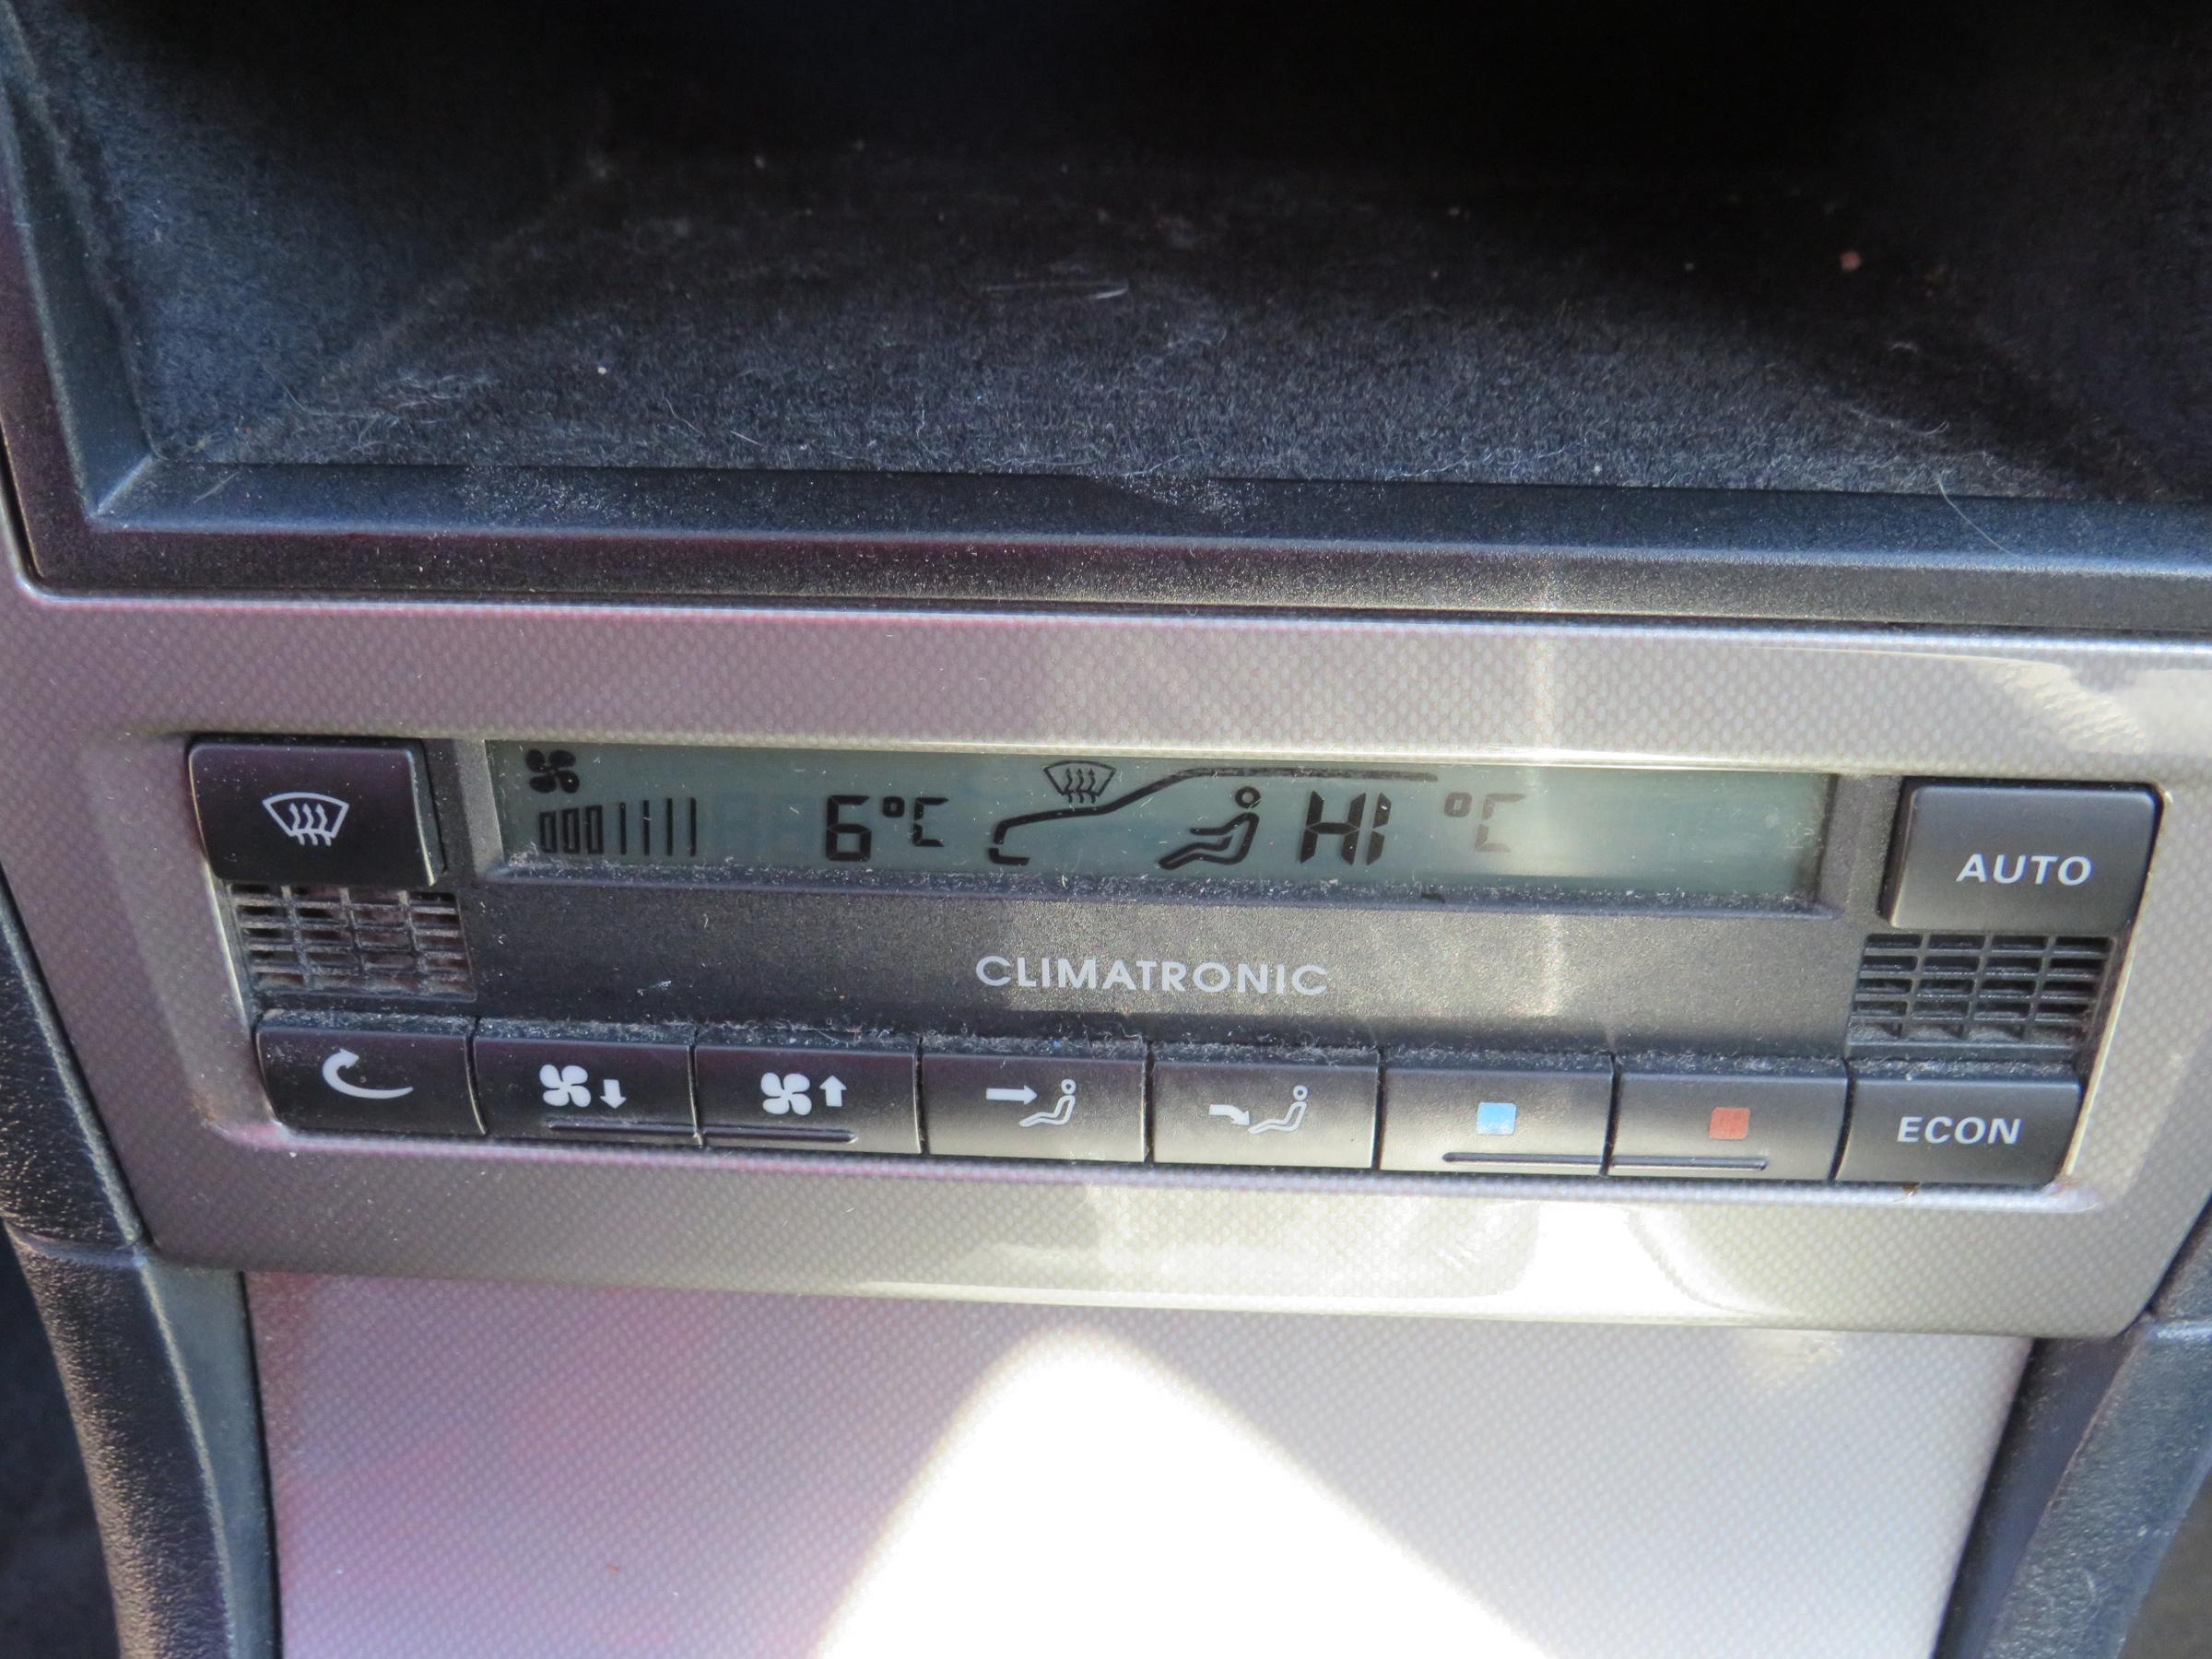 6°C HI °C
AUTO
CLIMATRONIC
ECON